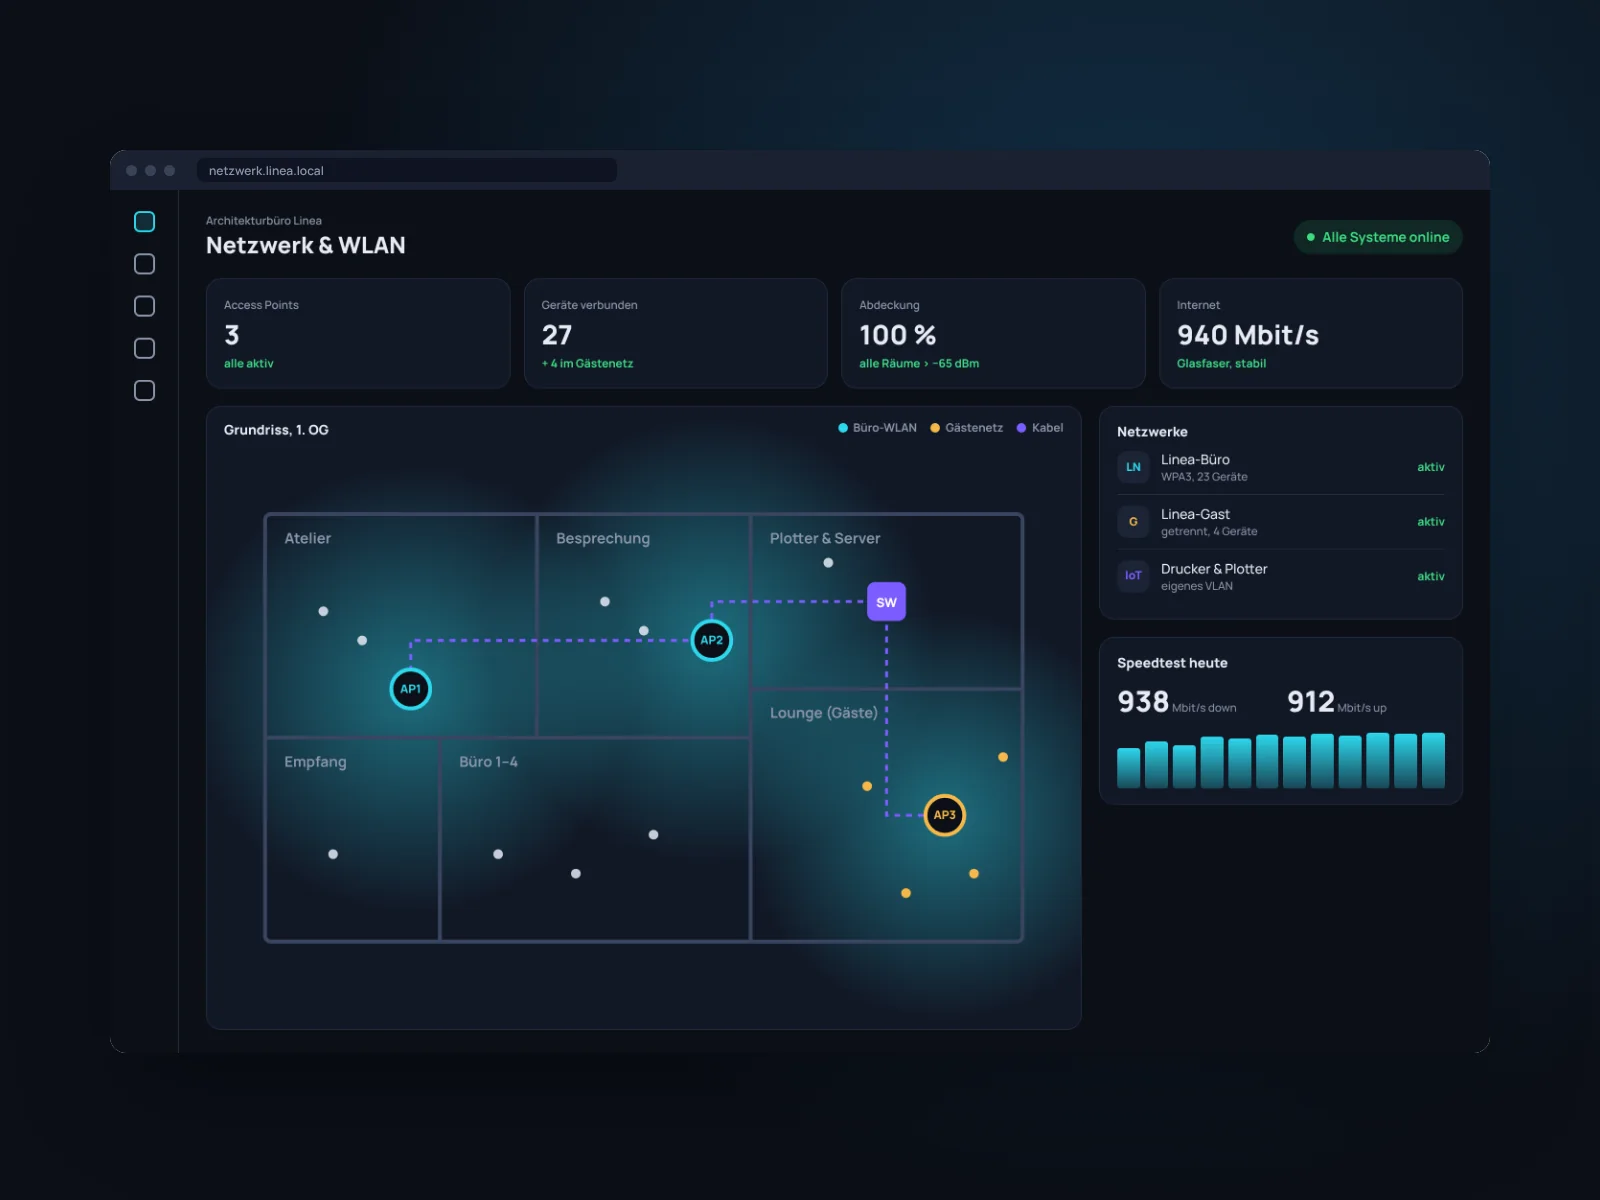 netzwerk.linea.local
Architekturbüro Linea
Netzwerk & WLAN
Alle Systeme online
Access Points
3
alle aktiv
Geräte verbunden
27
+ 4 im Gästenetz
Abdeckung
100 %
alle Räume > −65 dBm
Internet
940 Mbit/s
Glasfaser, stabil
Grundriss, 1. OG
Büro-WLAN
Gästenetz
Kabel
Atelier
Besprechung
Plotter & Server
SW
AP2
AP1
Lounge (Gäste)
Empfang
Büro 1–4
AP3
Netzwerke
LN
Linea-Büro
WPA3, 23 Geräte
aktiv
G
Linea-Gast
getrennt, 4 Geräte
aktiv
IoT
Drucker & Plotter
eigenes VLAN
aktiv
Speedtest heute
938 Mbit/s down
912 Mbit/s up